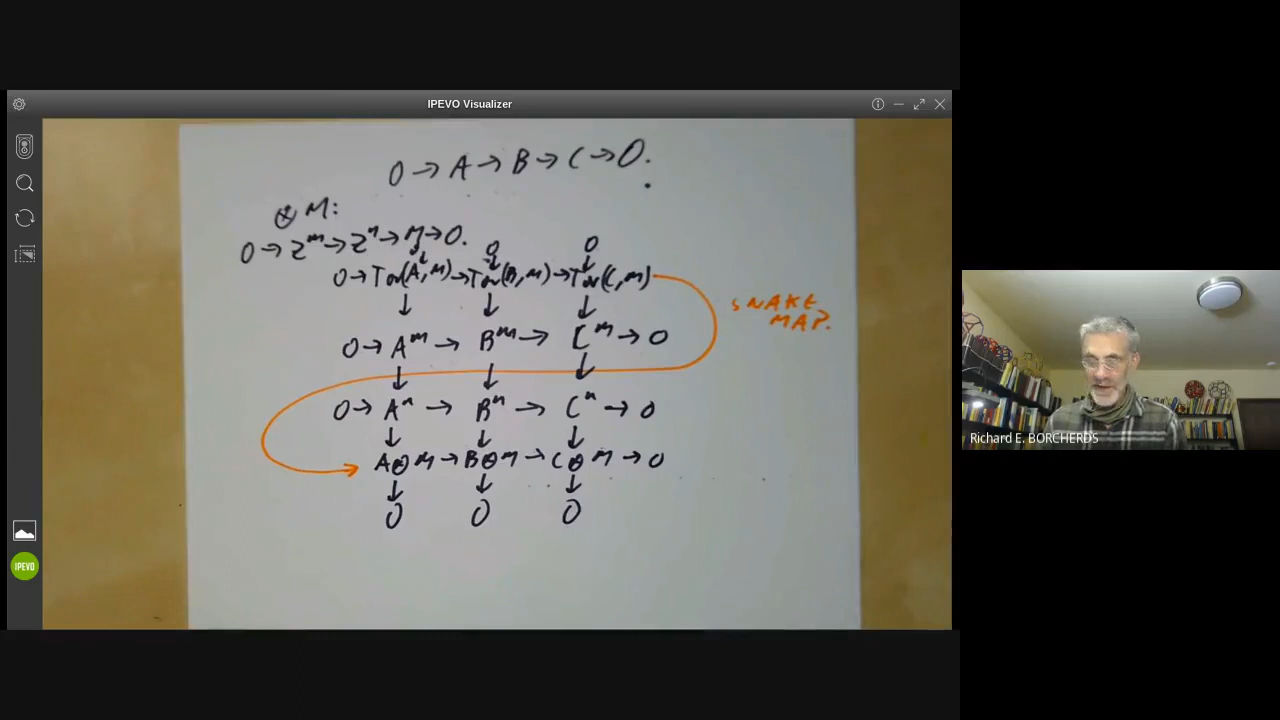 IPEVO Visualizer
0 → A → B → C → 0.
⊗ M:
0 → Z^m → Z^n → M → 0.
0 0 0
↓ ↓ ↓
0 → Tor(A, M) → Tor(B, M) → Tor(C, M)
↓ ↓ ↓
SNAKE
MAP.
0 → A^m → B^m → C^m → 0
↓ ↓ ↓
0 → A^n → B^n → C^n → 0
↓ ↓ ↓
A⊗M → B⊗M → C⊗M → 0
↓ ↓ ↓
0 0 0
Richard E. BORCHERDS
IPEVO